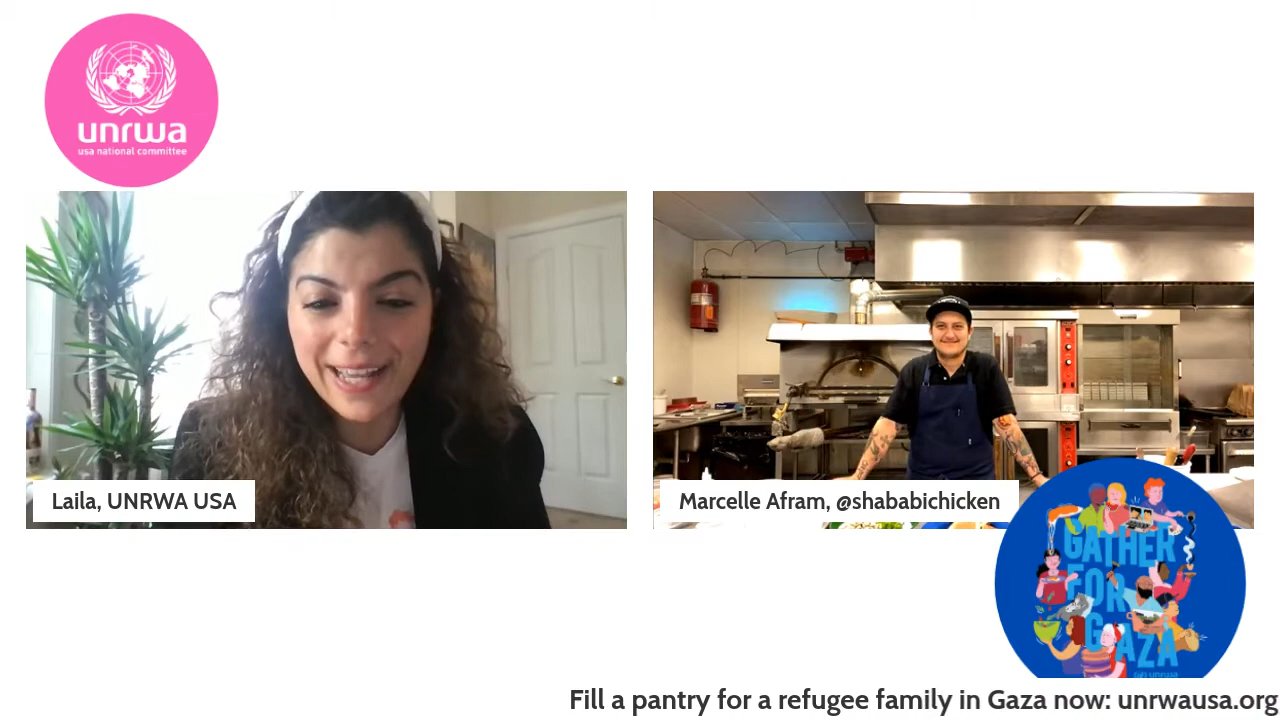 unrwa
usa national committee
Laila, UNRWA USA
Marcelle Afram, @shababichicken
GATHER
FOR
GAZA
Fill a pantry for a refugee family in Gaza now: unrwausa.org